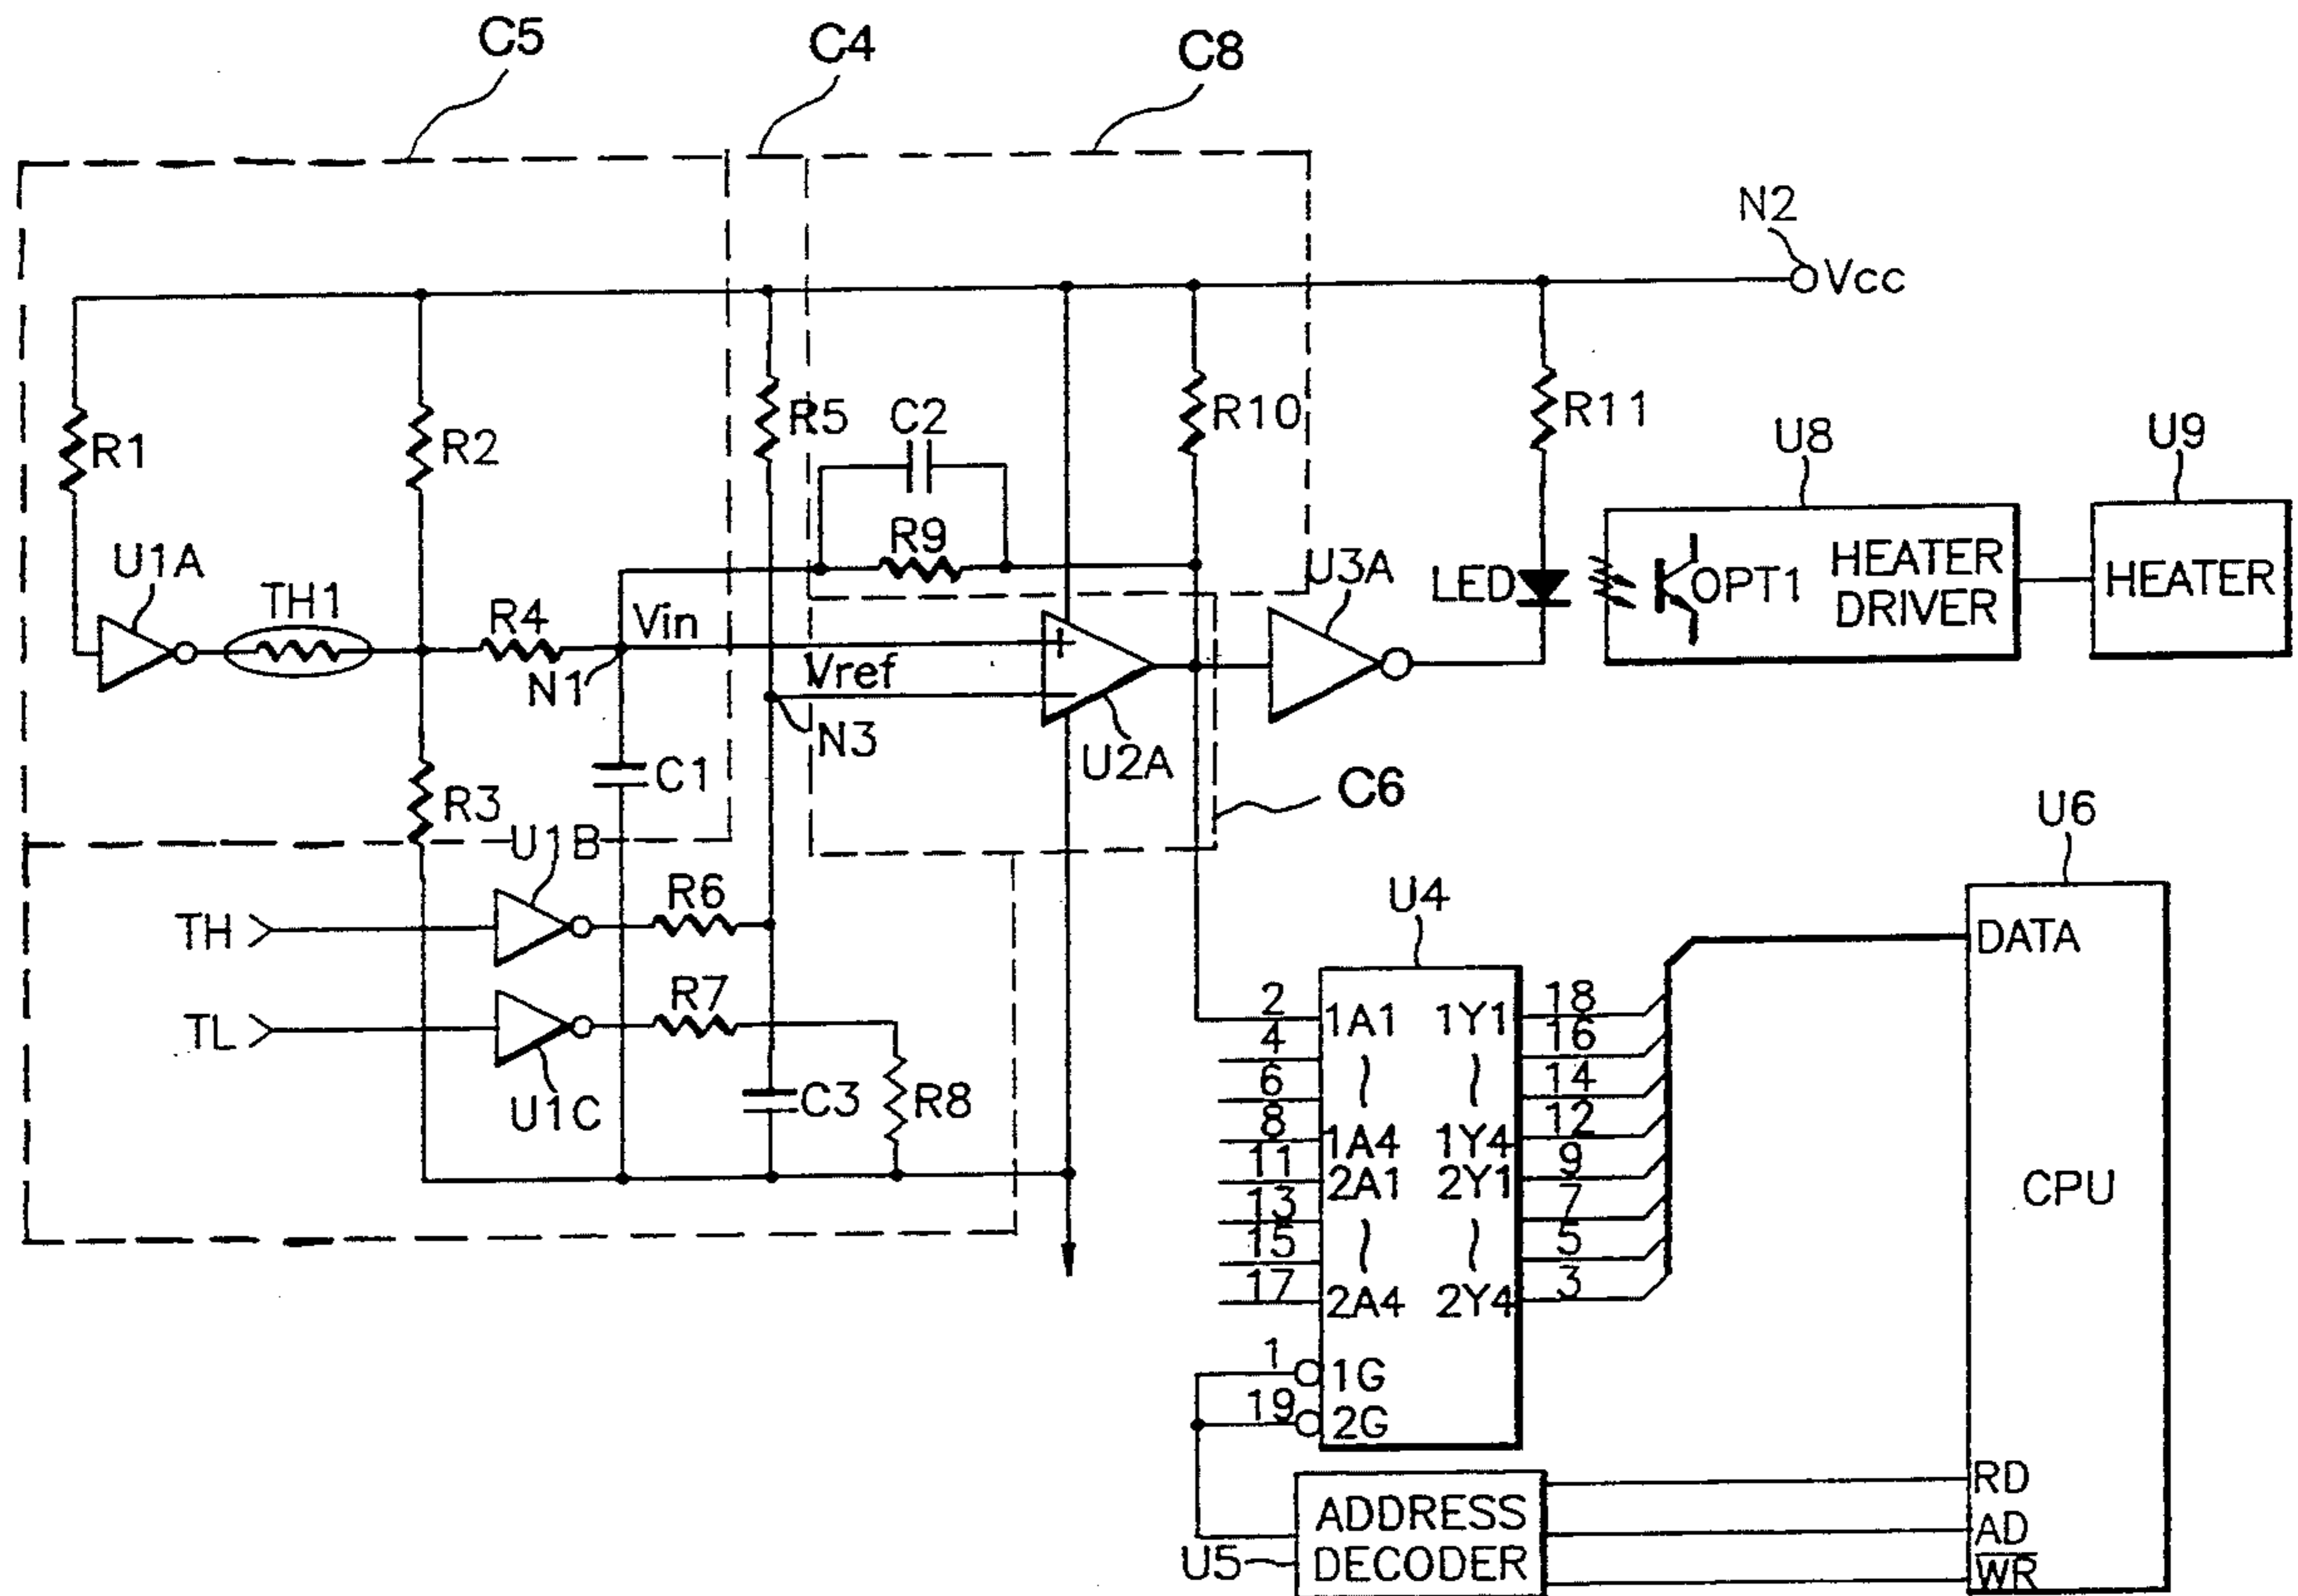 C5
C4
C8
N2
Vcc
R1
R2
R5
C2
R10
R11
U8
U9
U1A
TH1
R4
Vin
R9
U3A
LED
OPT1
HEATER
DRIVER
HEATER
N1
Vref
+
−
N3
U2A
R3
C1
C6
U1B
U6
TH
R6
U4
DATA
TL
R7
U1C
C3
R8
2
1A1
1Y1
18
4
16
6
14
8
1A4
1Y4
12
11
2A1
2Y1
9
CPU
13
7
15
5
17
2A4
2Y4
3
1
1G
19
2G
RD
ADDRESS
DECODER
AD
U5
WR